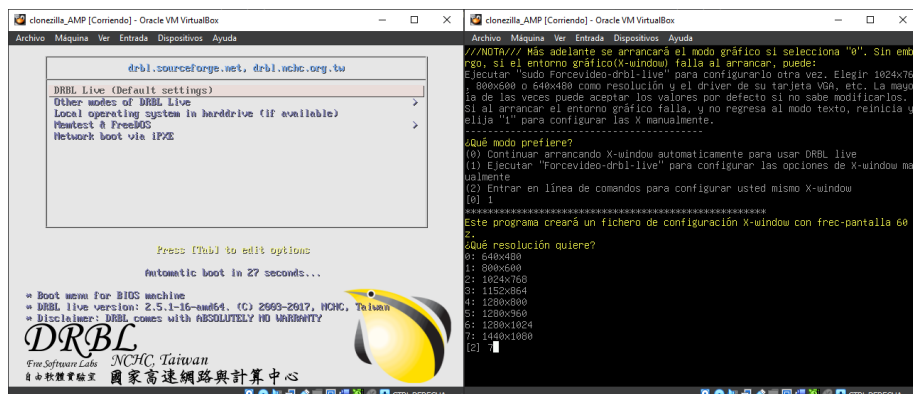 clonezilla_AMP [Corriendo] - Oracle VM VirtualBox
Archivo Máquina Ver Entrada Dispositivos Ayuda
drbl.sourceforge.net, drbl.nchc.org.tw
DRBL Live (Default settings)
Other modes of DRBL Live >
Local operating system in harddrive (if available)
Memtest & FreeDOS >
Network boot via iPXE
Press [Tab] to edit options
Automatic boot in 27 seconds...
* Boot menu for BIOS machine
* DRBL live version: 2.5.1-16-amd64. (C) 2003-2017, NCHC, Taiwan
* Disclaimer: DRBL comes with ABSOLUTELY NO WARRANTY
DRBL
Free Software Labs NCHC, Taiwan
自由軟體實驗室 國家高速網路與計算中心
CTRL DERECHA
clonezilla_AMP [Corriendo] - Oracle VM VirtualBox
Archivo Máquina Ver Entrada Dispositivos Ayuda
///NOTA/// Más adelante se arrancará el modo gráfico si selecciona "0". Sin emb
rgo, si el entorno gráfico(X-window) falla al arrancar, puede:
Ejecutar "sudo Forcevideo-drbl-live" para configurarlo otra vez. Elegir 1024x76
, 800x600 o 640x480 como resolución y el driver de su tarjeta VGA, etc. La mayo
ía de las veces puede aceptar los valores por defecto si no sabe modificarlos.
Si al arrancar el entorno gráfico falla, y no regresa al modo texto, reinicia y
elija "1" para configurar las X manualmente.
----------------------------------------
¿Qué modo prefiere?
(0) Continuar arrancando X-window automaticamente para usar DRBL live
(1) Ejecutar "Forcevideo-drbl-live" para configurar las opciones de X-window ma
ualmente
(2) Entrar en línea de comandos para configurar usted mismo X-window
[0] 1
**************************************************
Este programa creará un fichero de configuración X-window con frec-pantalla 60
z.
¿Qué resolución quiere?
0: 640x480
1: 800x600
2: 1024x768
3: 1152x864
4: 1280x800
5: 1280x960
6: 1280x1024
7: 1440x1080
[2] 7
CTRL DERECHA